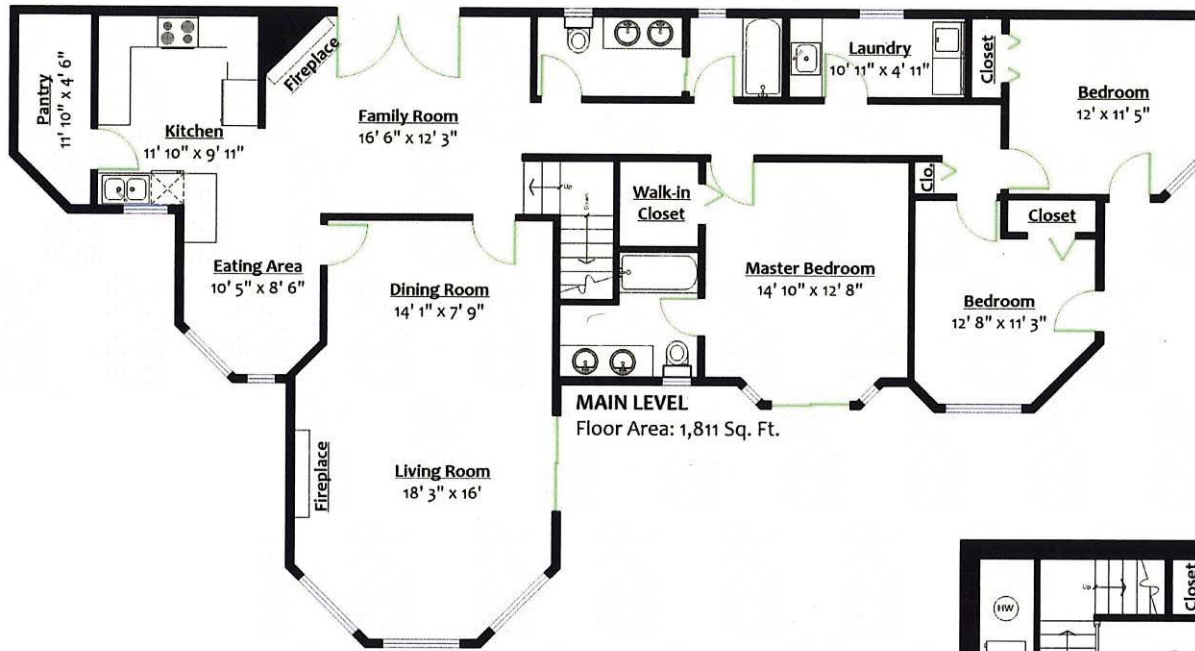 Pantry
11' 10" x 4' 6"
Kitchen
11' 10" x 9' 11"
Fireplace
Family Room
16' 6" x 12' 3"
Laundry
10' 11" x 4' 11"
Closet
Bedroom
12' x 11' 5"
Up
Down
Walk-in
Closet
Clo.
Closet
Eating Area
10' 5" x 8' 6"
Dining Room
14' 1" x 7' 9"
Master Bedroom
14' 10" x 12' 8"
Bedroom
12' 8" x 11' 3"
MAIN LEVEL
Floor Area: 1,811 Sq. Ft.
Fireplace
Living Room
18' 3" x 16'
HW
Up
Closet